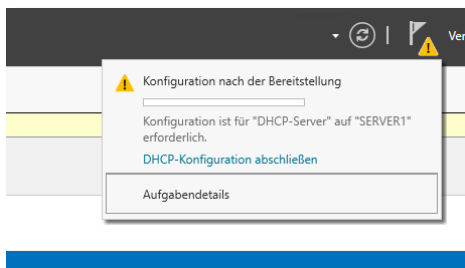 Ver
Konfiguration nach der Bereitstellung
Konfiguration ist für "DHCP-Server" auf "SERVER1"
erforderlich.
DHCP-Konfiguration abschließen
Aufgabendetails